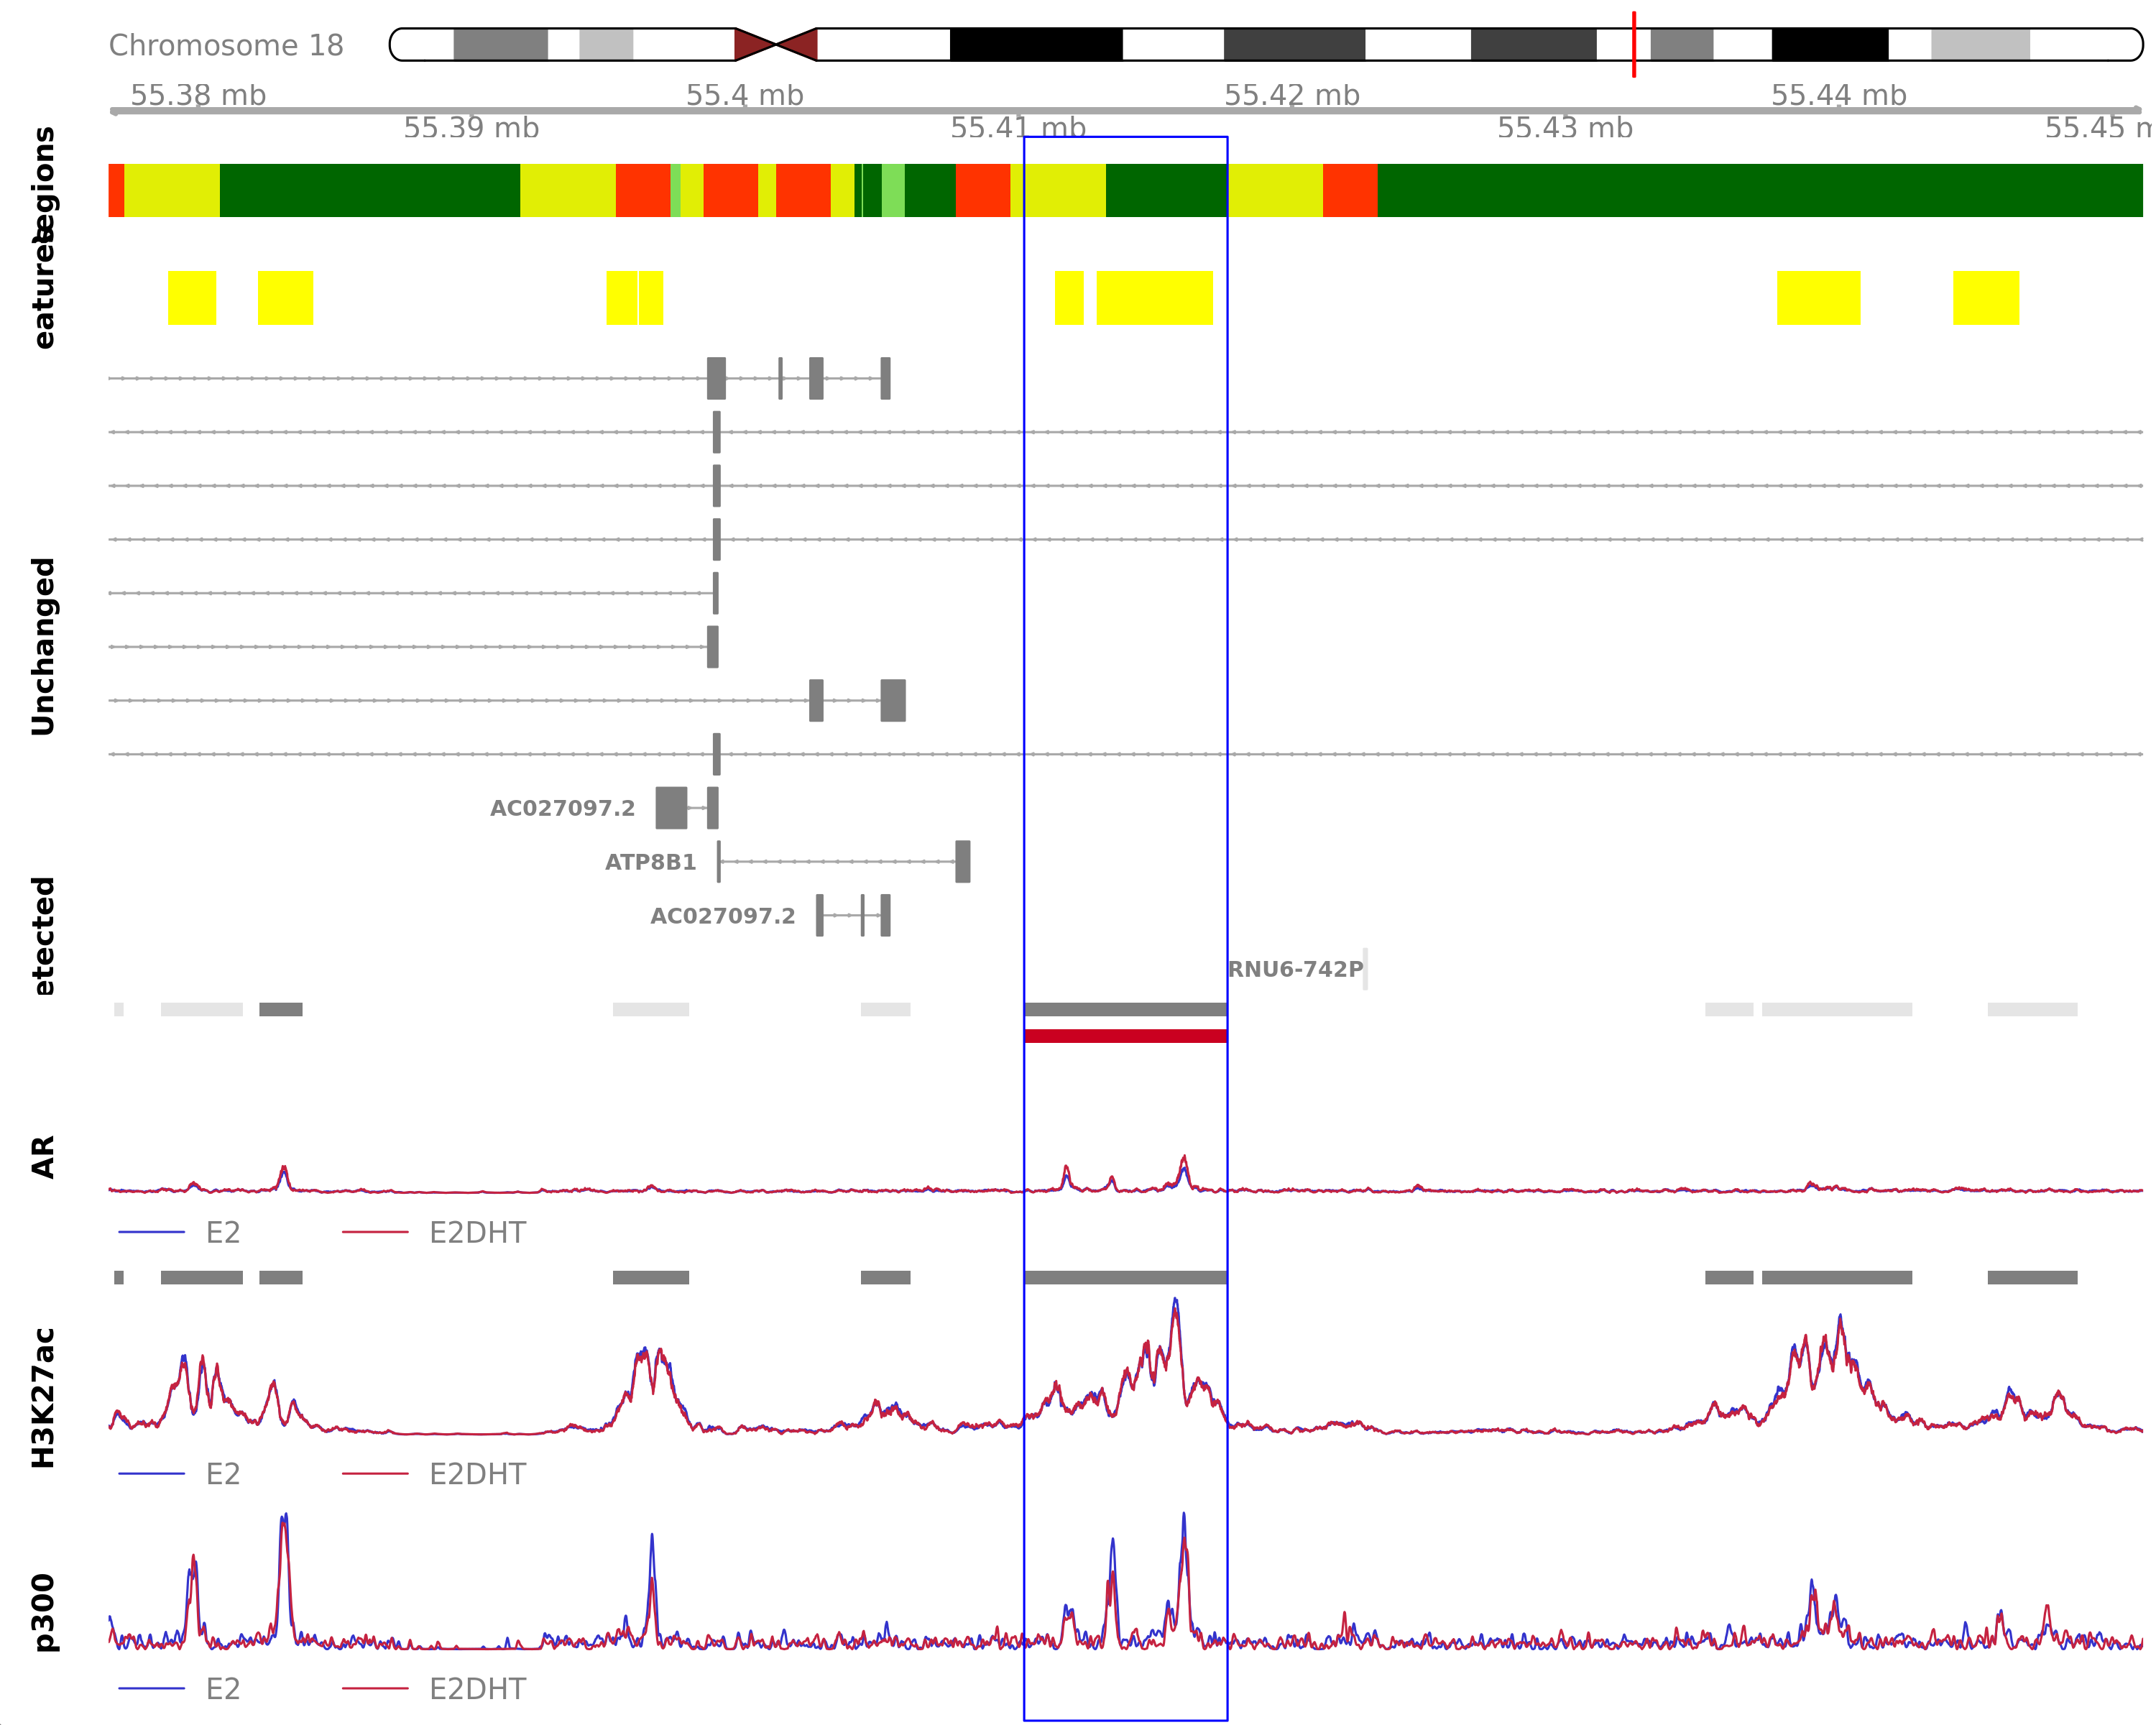 Chromosome 18
55.38 mb 55.4 mb 55.42 mb 55.44 mb
55.39 mb 55.41 mb 55.43 mb 55.45 m
egions
eatures
Unchanged
AC027097.2
ATP8B1
AC027097.2
etected
RNU6-742P
AR
E2 E2DHT
H3K27ac
E2 E2DHT
p300
E2 E2DHT